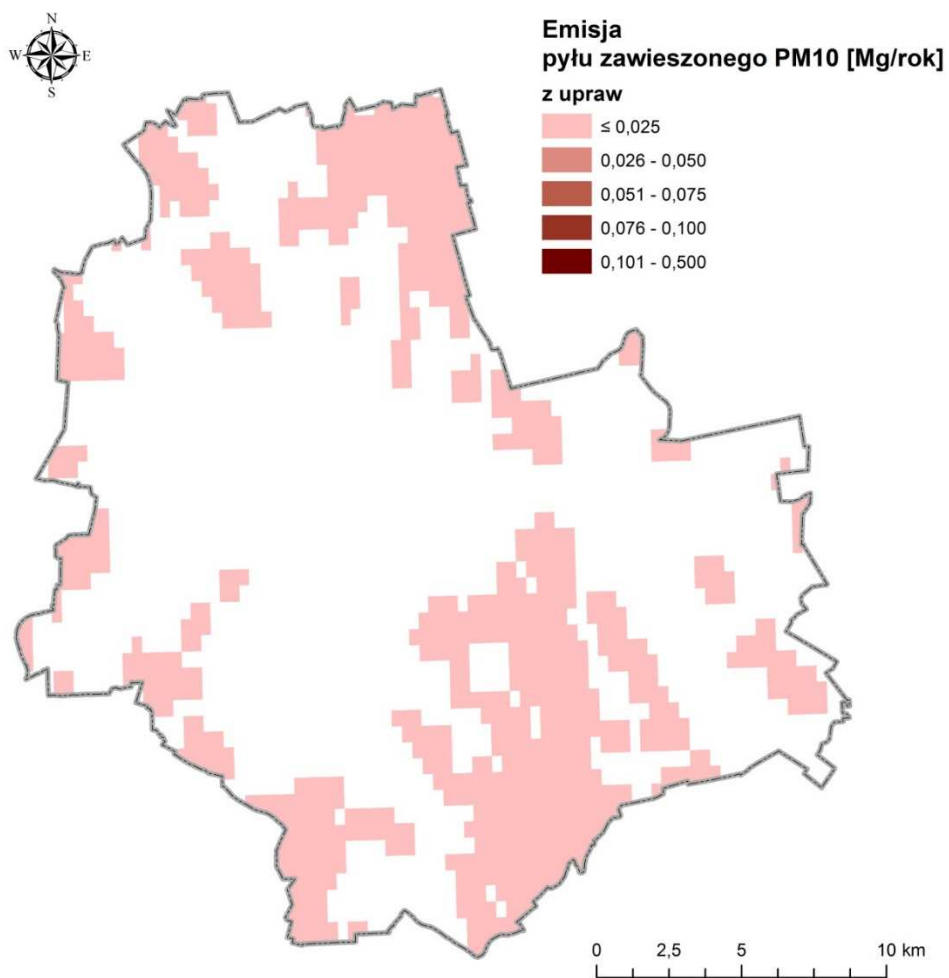 N
W E
S
Emisja
pyłu zawieszonego PM10 [Mg/rok]
z upraw
≤ 0,025
0,026 - 0,050
0,051 - 0,075
0,076 - 0,100
0,101 - 0,500
0 2,5 5 10 km